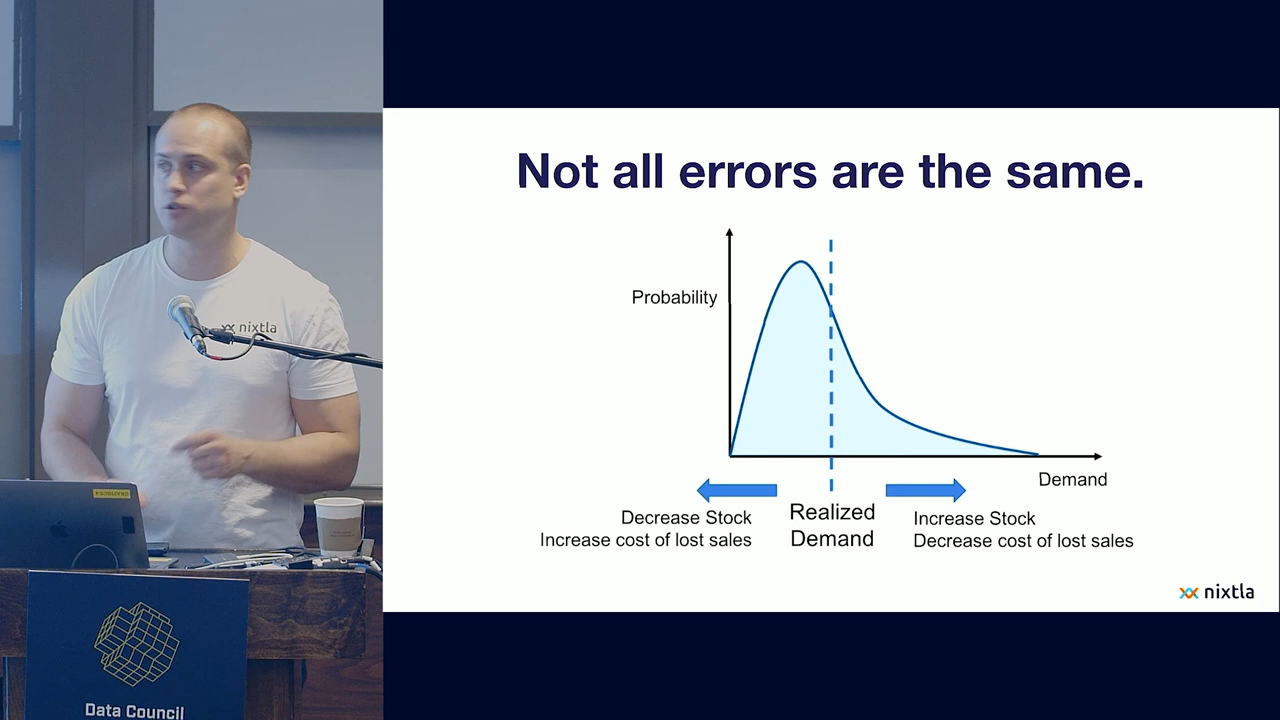 Not all errors are the same.
Probability
Demand
Decrease Stock
Increase cost of lost sales
Realized
Demand
Increase Stock
Decrease cost of lost sales
nixtla
nixtla
Data Council